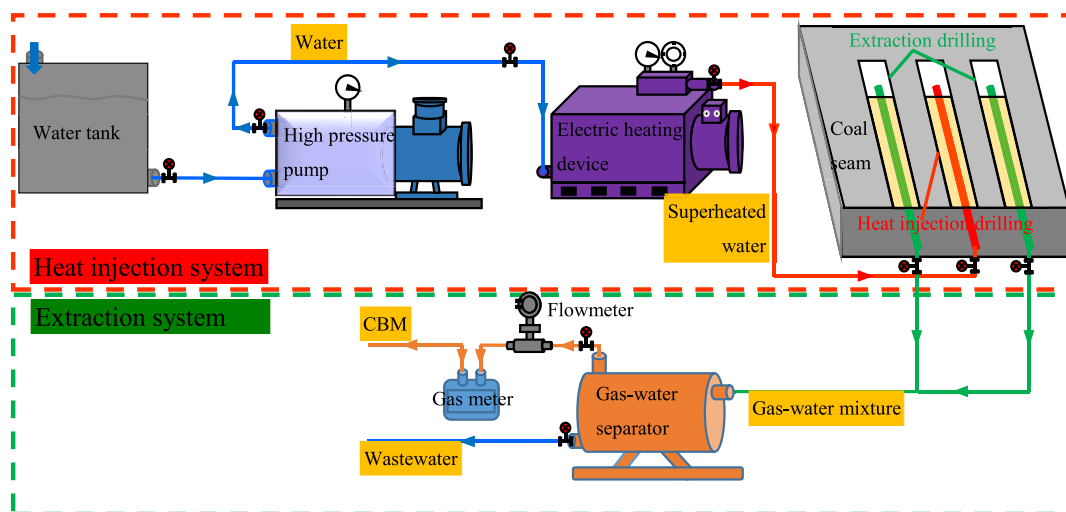 Water
Extraction drilling
Water tank
High pressure
pump
Electric heating
device
Coal
seam
Superheated
water
Heat injection drilling
Heat injection system
Extraction system
Flowmeter
CBM
Gas meter
Gas-water
separator
Gas-water mixture
Wastewater